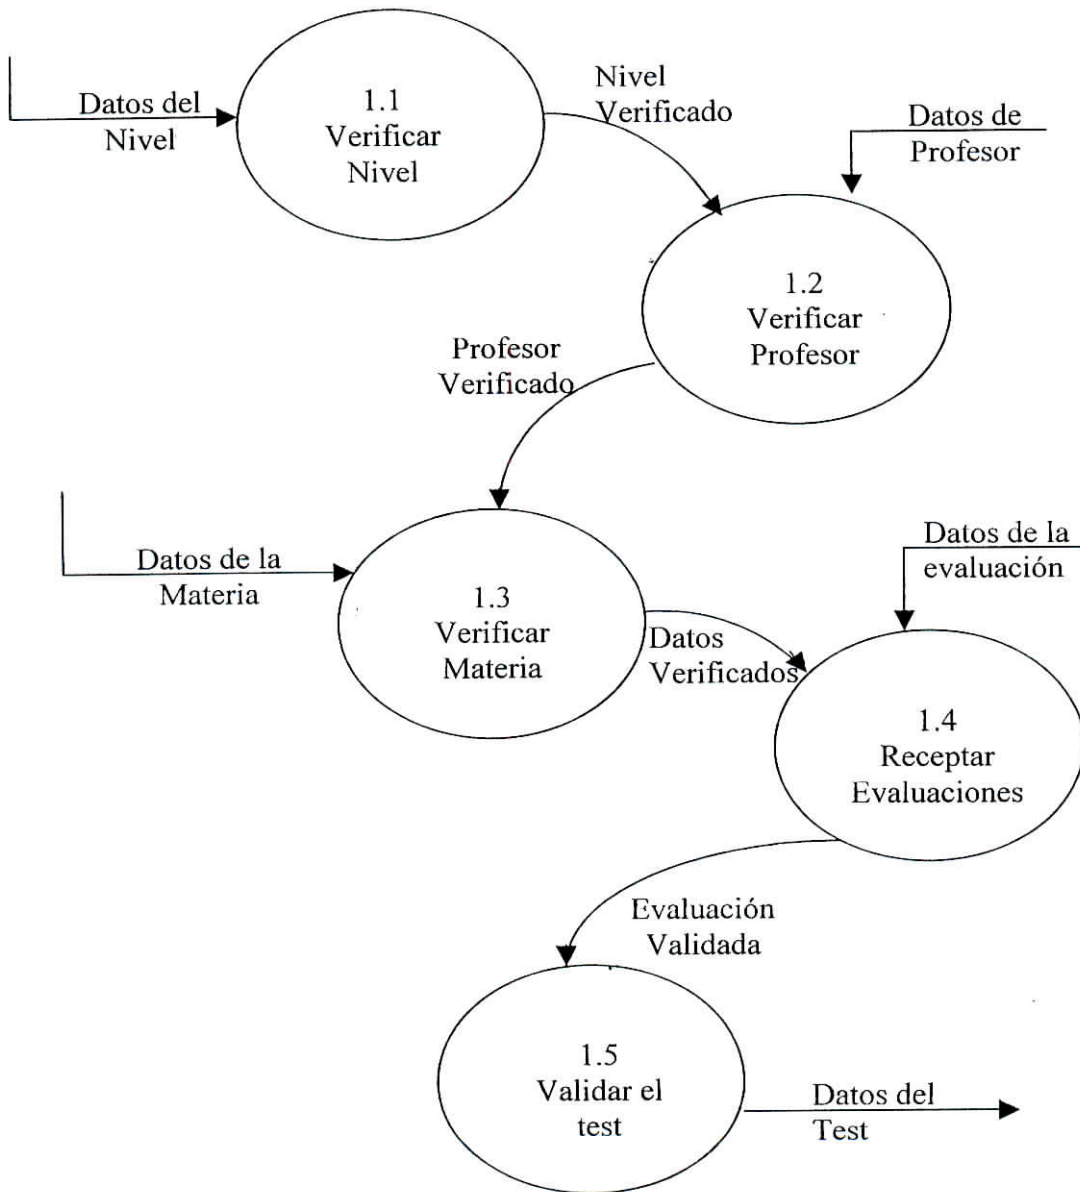 Datos del
Nivel
1.1
Verificar
Nivel
Nivel
Verificado
Datos de
Profesor
1.2
Verificar
Profesor
Profesor
Verificado
Datos de la
Materia
1.3
Verificar
Materia
Datos
Verificados
Datos de la
evaluación
1.4
Receptar
Evaluaciones
Evaluación
Validada
1.5
Validar el
test
Datos del
Test